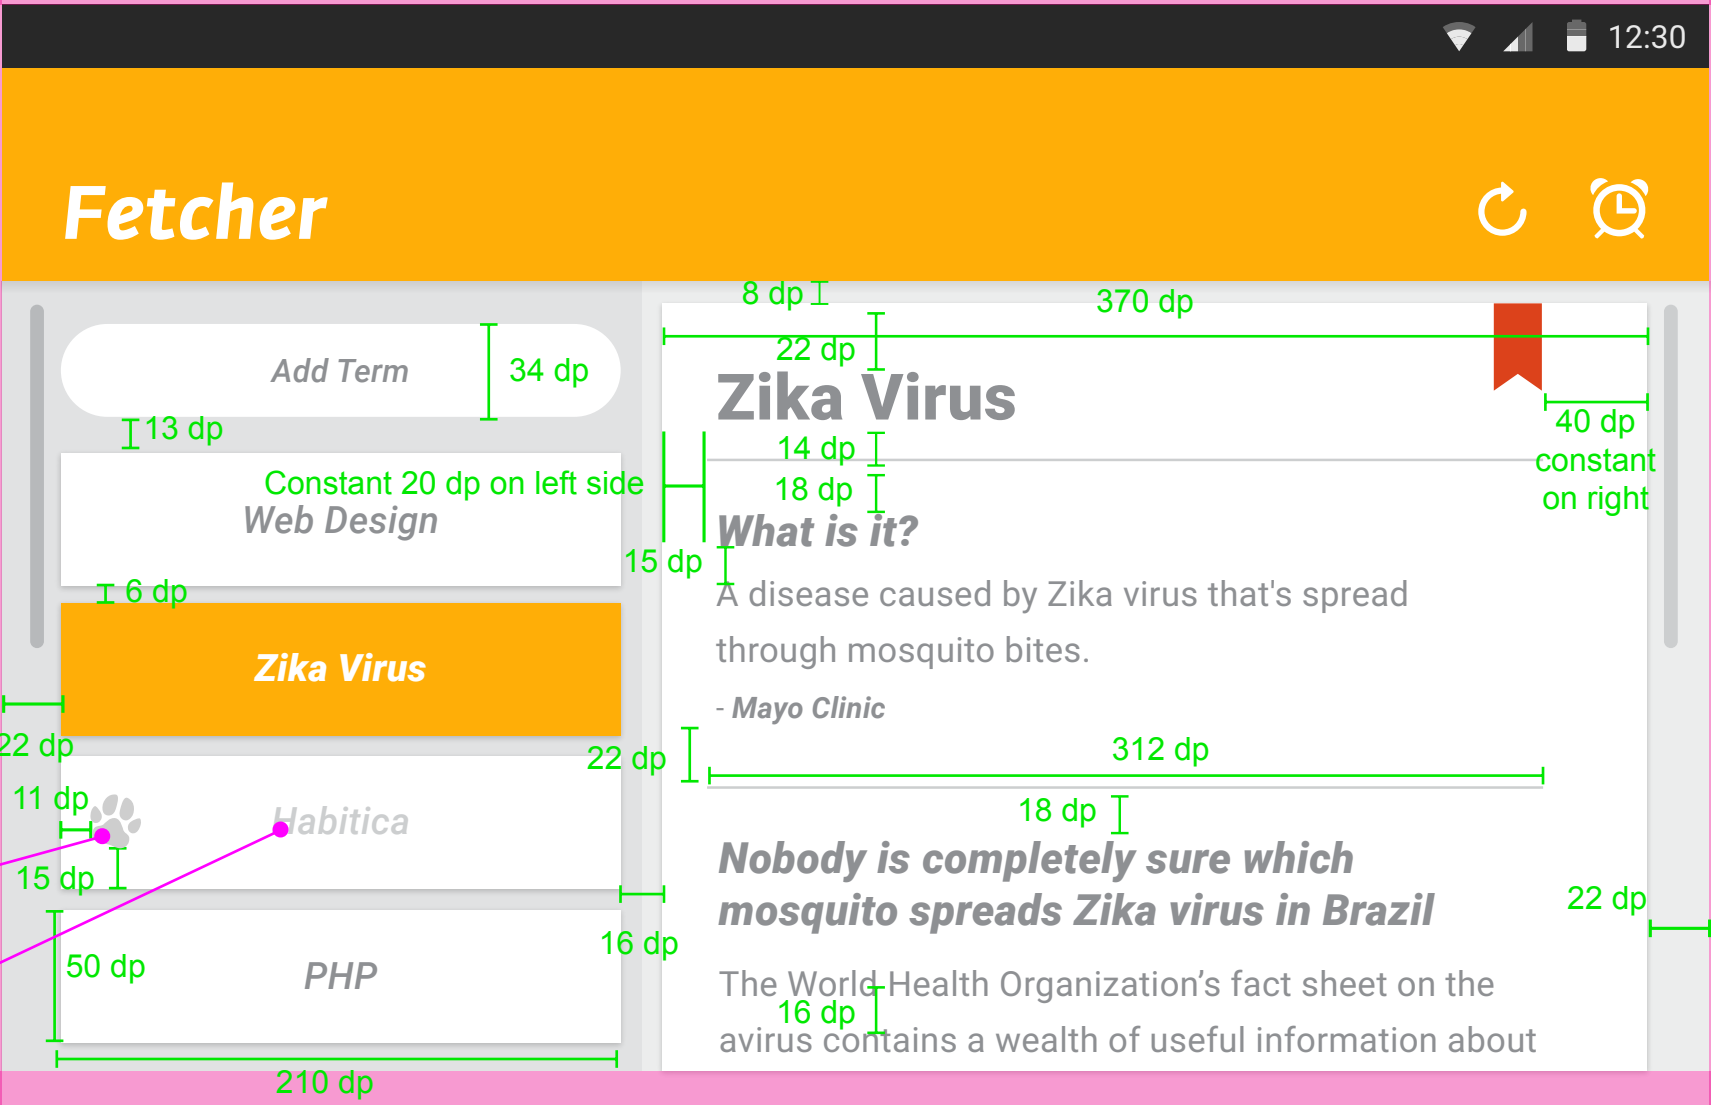 12:30
Fetcher
8 dp
370 dp
Add Term
34 dp
22 dp
Zika Virus
13 dp
40 dp
constant
on right
14 dp
Constant 20 dp on left side
18 dp
Web Design
What is it?
15 dp
6 dp
A disease caused by Zika virus that's spread
through mosquito bites.
Zika Virus
- Mayo Clinic
22 dp
22 dp
312 dp
11 dp
Habitica
18 dp
15 dp
Nobody is completely sure which
mosquito spreads Zika virus in Brazil
22 dp
16 dp
50 dp
PHP
The World Health Organization’s fact sheet on the
16 dp
avirus contains a wealth of useful information about
210 dp